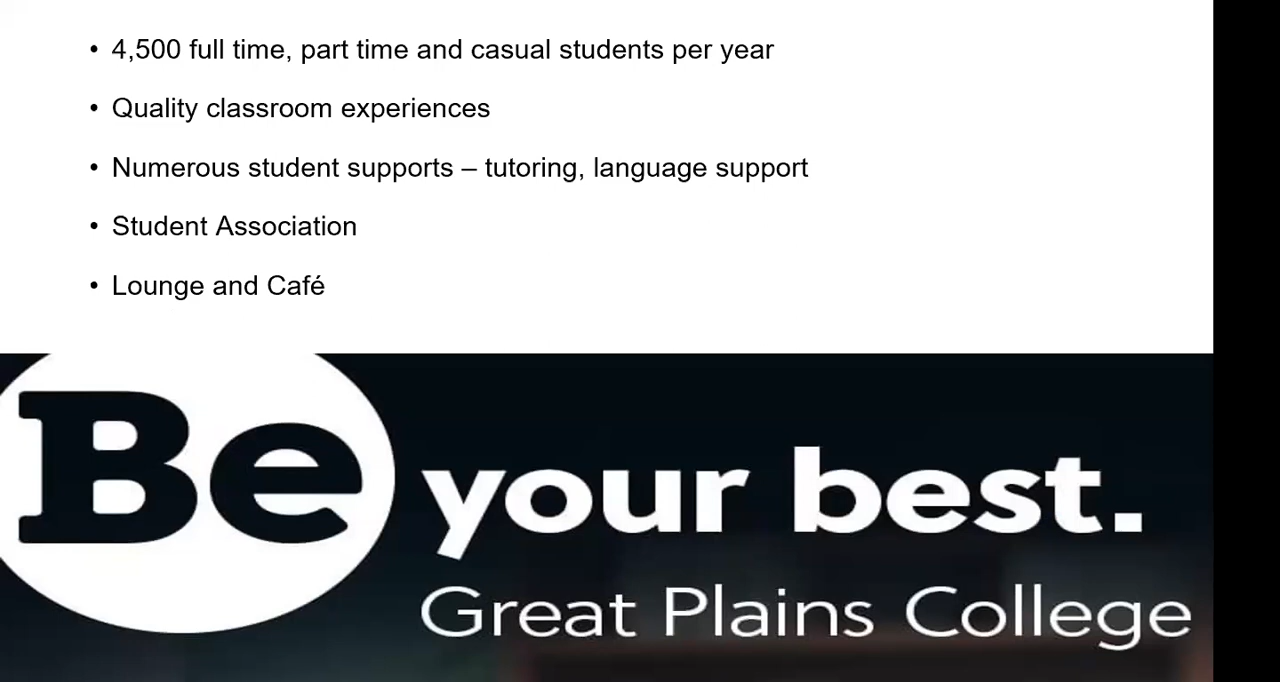 • 4,500 full time, part time and casual students per year
• Quality classroom experiences
• Numerous student supports – tutoring, language support
• Student Association
• Lounge and Café
Be your best.
Great Plains College